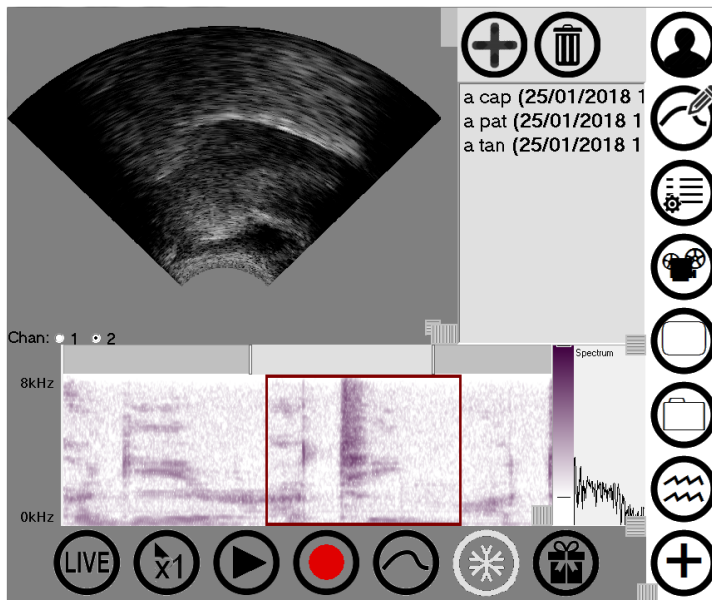 a cap (25/01/2018 1
a pat (25/01/2018 1
a tan (25/01/2018 1
Chan: 1 2
8kHz
Spectrum
0kHz
LIVE
x1